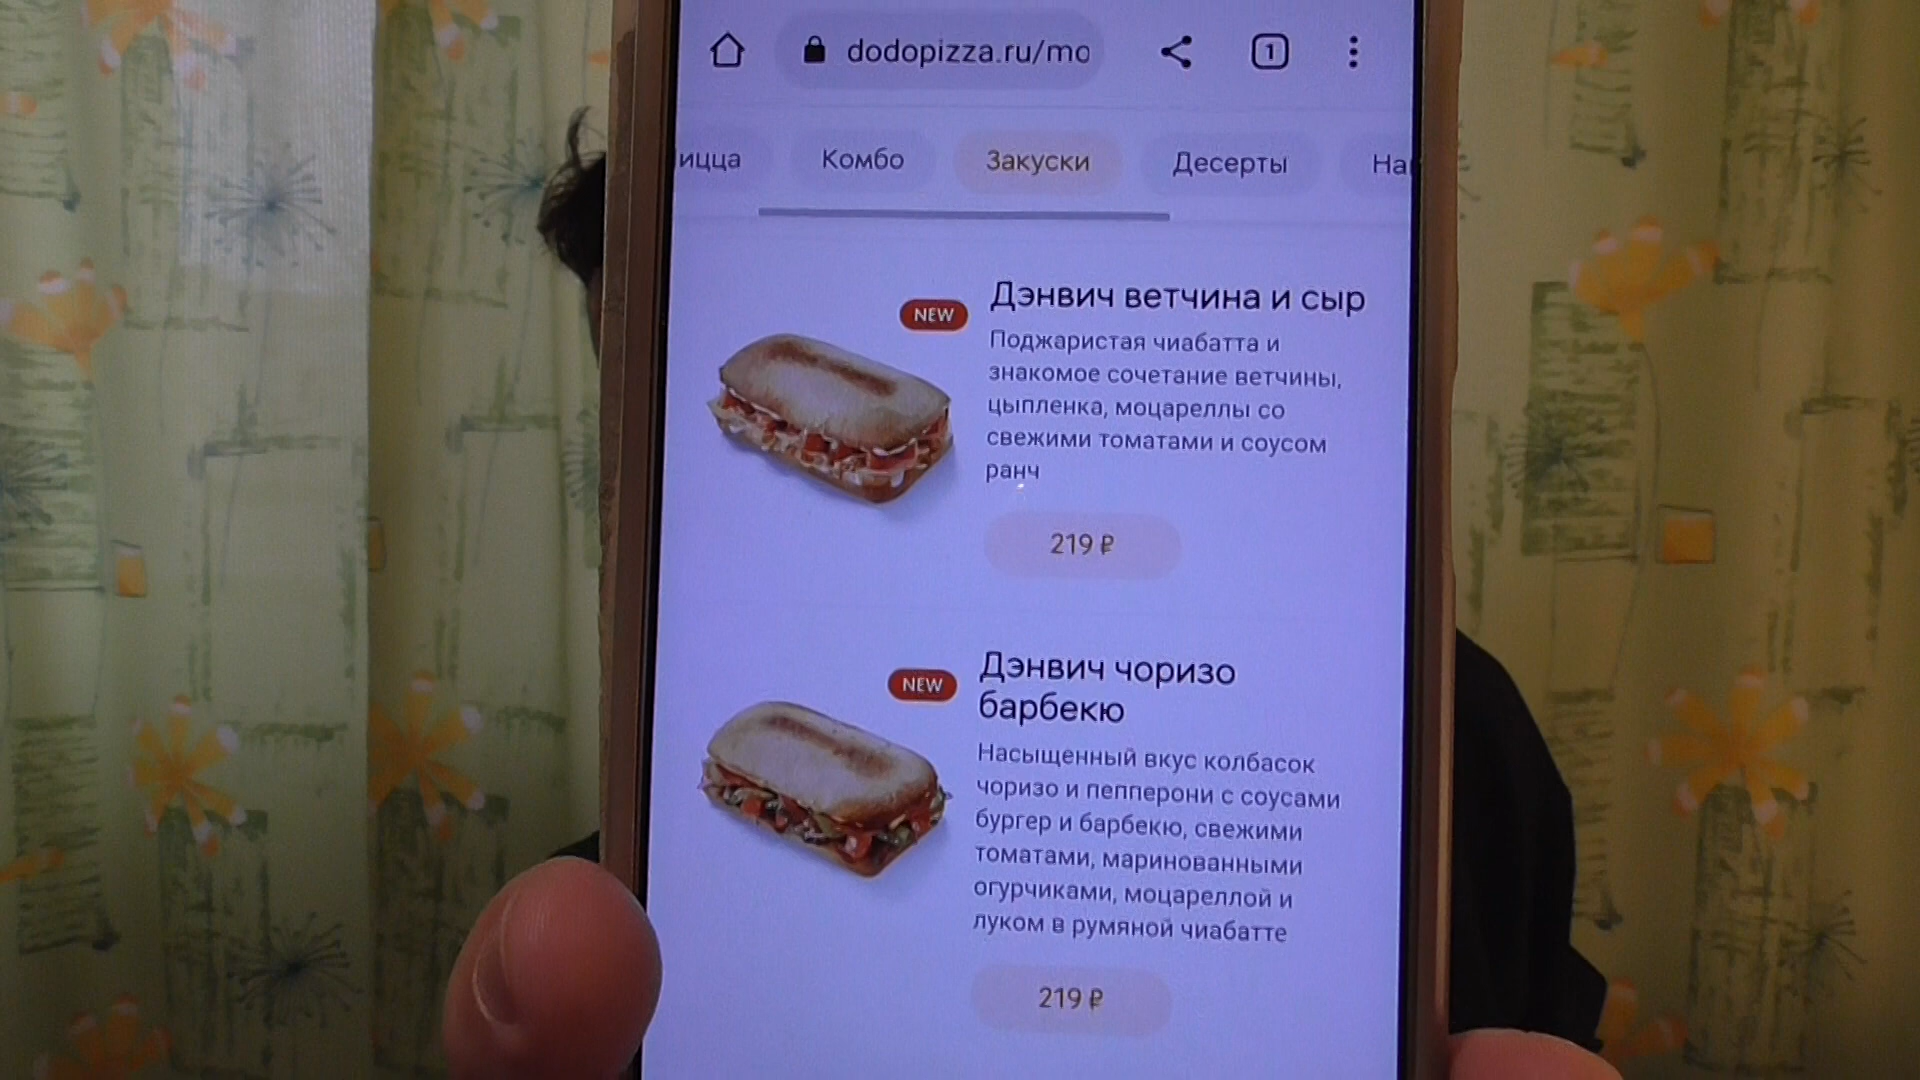 dodopizza.ru/mo
1
ицца Комбо Закуски Десерты На
NEW
Дэнвич ветчина и сыр
Поджаристая чиабатта и
знакомое сочетание ветчины,
цыпленка, моцареллы со
свежими томатами и соусом
ранч
219 ₽
NEW
Дэнвич чоризо
барбекю
Насыщенный вкус колбасок
чоризо и пепперони с соусами
бургер и барбекю, свежими
томатами, маринованными
огурчиками, моцареллой и
луком в румяной чиабатте
219 ₽